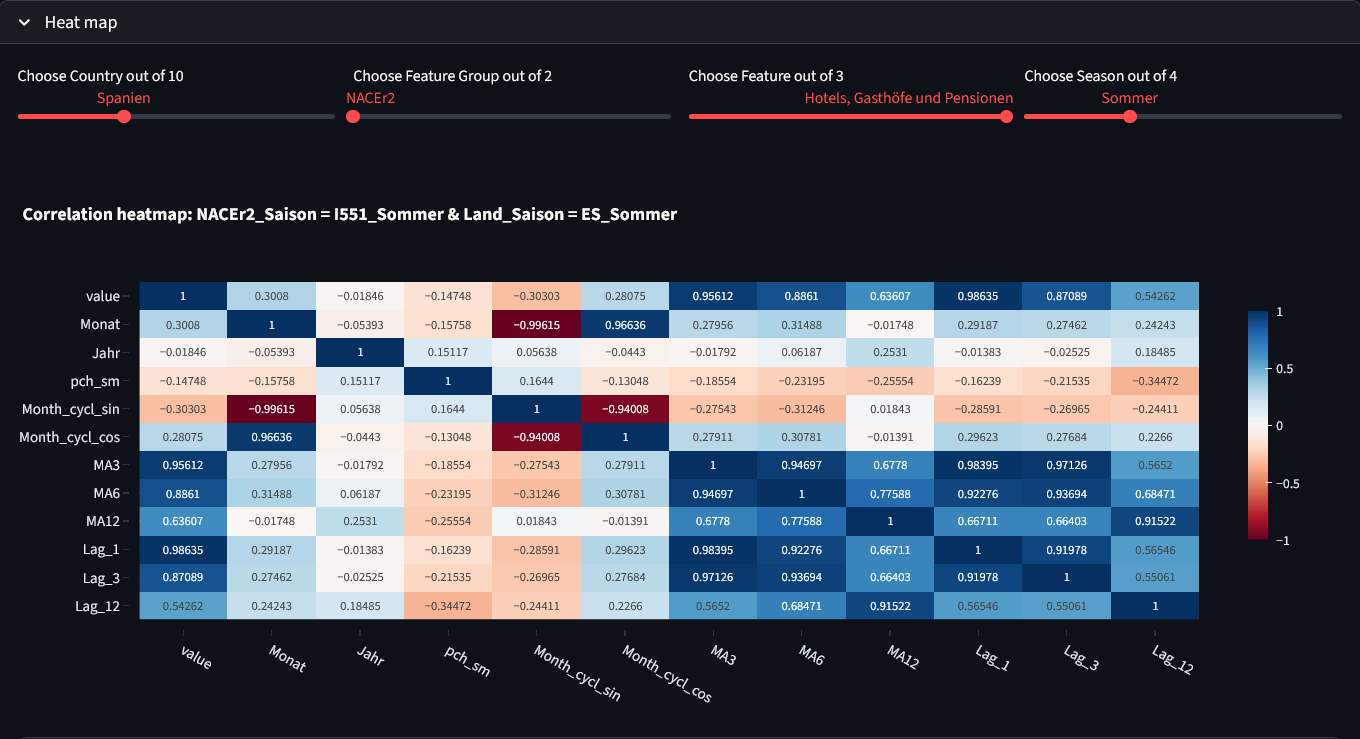 Heat map
Choose Country out of 10 Choose Feature Group out of 2 Choose Feature out of 3 Choose Season out of 4
Spanien NACEr2 Hotels, Gasthöfe und Pensionen Sommer
Correlation heatmap: NACEr2_Saison = I551_Sommer & Land_Saison = ES_Sommer
value 1 0.3008 −0.01846 −0.14748 −0.30303 0.28075 0.95612 0.8861 0.63607 0.98635 0.87089 0.54262
Monat 0.3008 1 −0.05393 −0.15758 −0.99615 0.96636 0.27956 0.31488 −0.01748 0.29187 0.27462 0.24243
Jahr −0.01846 −0.05393 1 0.15117 0.05638 −0.0443 −0.01792 0.06187 0.2531 −0.01383 −0.02525 0.18485
pch_sm −0.14748 −0.15758 0.15117 1 0.1644 −0.13048 −0.18554 −0.23195 −0.25554 −0.16239 −0.21535 −0.34472
Month_cycl_sin −0.30303 −0.99615 0.05638 0.1644 1 −0.94008 −0.27543 −0.31246 0.01843 −0.28591 −0.26965 −0.24411
Month_cycl_cos 0.28075 0.96636 −0.0443 −0.13048 −0.94008 1 0.27911 0.30781 −0.01391 0.29623 0.27684 0.2266
MA3 0.95612 0.27956 −0.01792 −0.18554 −0.27543 0.27911 1 0.94697 0.6778 0.98395 0.97126 0.5652
MA6 0.8861 0.31488 0.06187 −0.23195 −0.31246 0.30781 0.94697 1 0.77588 0.92276 0.93694 0.68471
MA12 0.63607 −0.01748 0.2531 −0.25554 0.01843 −0.01391 0.6778 0.77588 1 0.66711 0.66403 0.91522
Lag_1 0.98635 0.29187 −0.01383 −0.16239 −0.28591 0.29623 0.98395 0.92276 0.66711 1 0.91978 0.56546
Lag_3 0.87089 0.27462 −0.02525 −0.21535 −0.26965 0.27684 0.97126 0.93694 0.66403 0.91978 1 0.55061
Lag_12 0.54262 0.24243 0.18485 −0.34472 −0.24411 0.2266 0.5652 0.68471 0.91522 0.56546 0.55061 1
value Monat Jahr pch_sm Month_cycl_sin Month_cycl_cos MA3 MA6 MA12 Lag_1 Lag_3 Lag_12
1
0.5
0
−0.5
−1